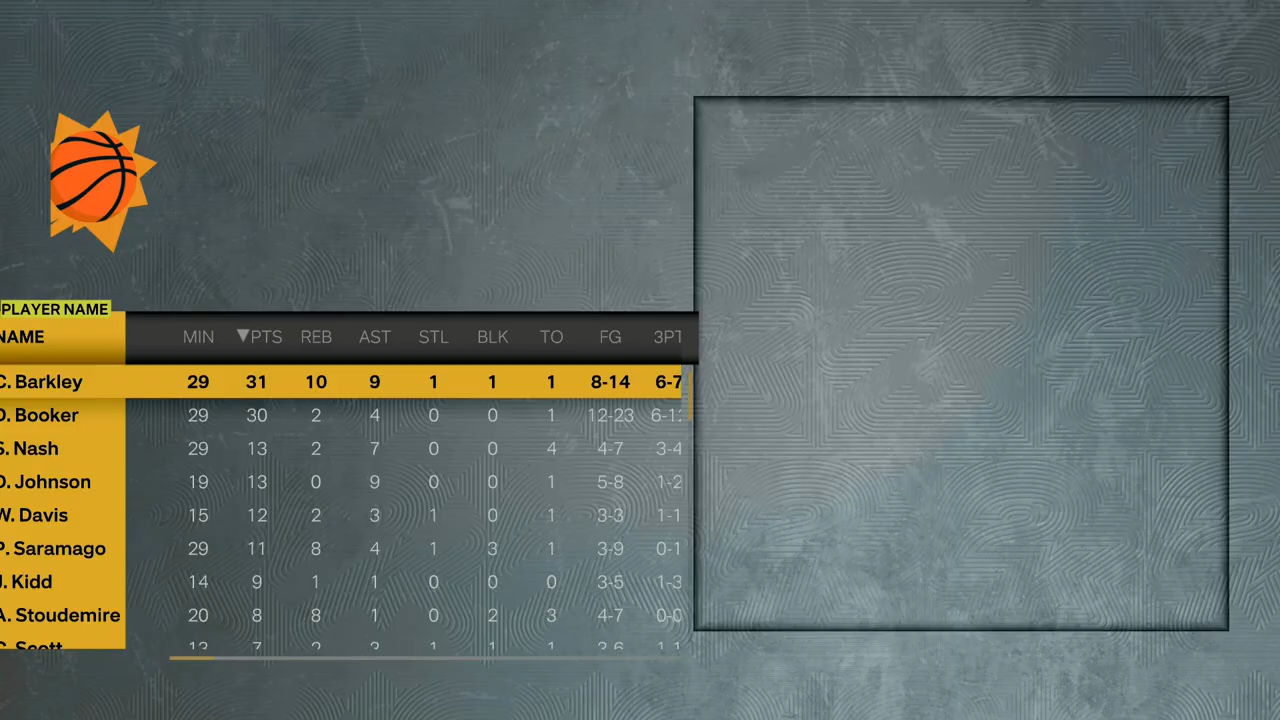 PLAYER NAME
NAME MIN ▼PTS REB AST STL BLK TO FG 3PT
C. Barkley 29 31 10 9 1 1 1 8-14 6-7
D. Booker 29 30 2 4 0 0 1 12-23
S. Nash 29 13 2 7 0 0 4 4-7 3-4
D. Johnson 19 13 0 9 0 0 1 5-8 1-2
W. Davis 15 12 2 3 1 0 1 3-3 1-1
P. Saramago 29 11 8 4 1 3 1 3-9 0-1
J. Kidd 14 9 1 1 0 0 0 3-5 1-3
A. Stoudemire 20 8 8 1 0 2 3 4-7 0-0
Scott 13 7